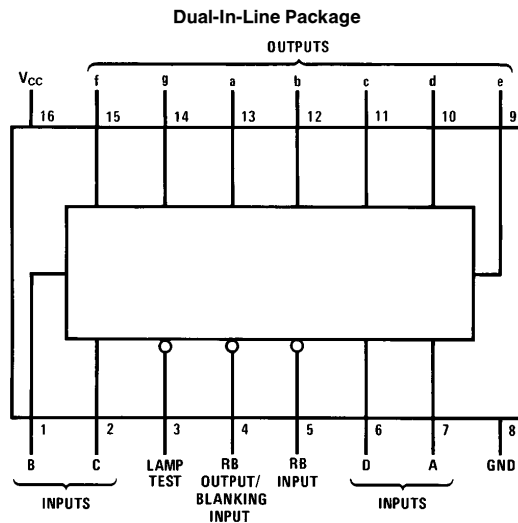 Dual-In-Line Package
OUTPUTS
VCC f g a b c d e
16 15 14 13 12 11 10 9
1 2 3 4 5 6 7 8
B C LAMP TEST RB OUTPUT/ BLANKING INPUT RB INPUT D A GND
INPUTS INPUTS